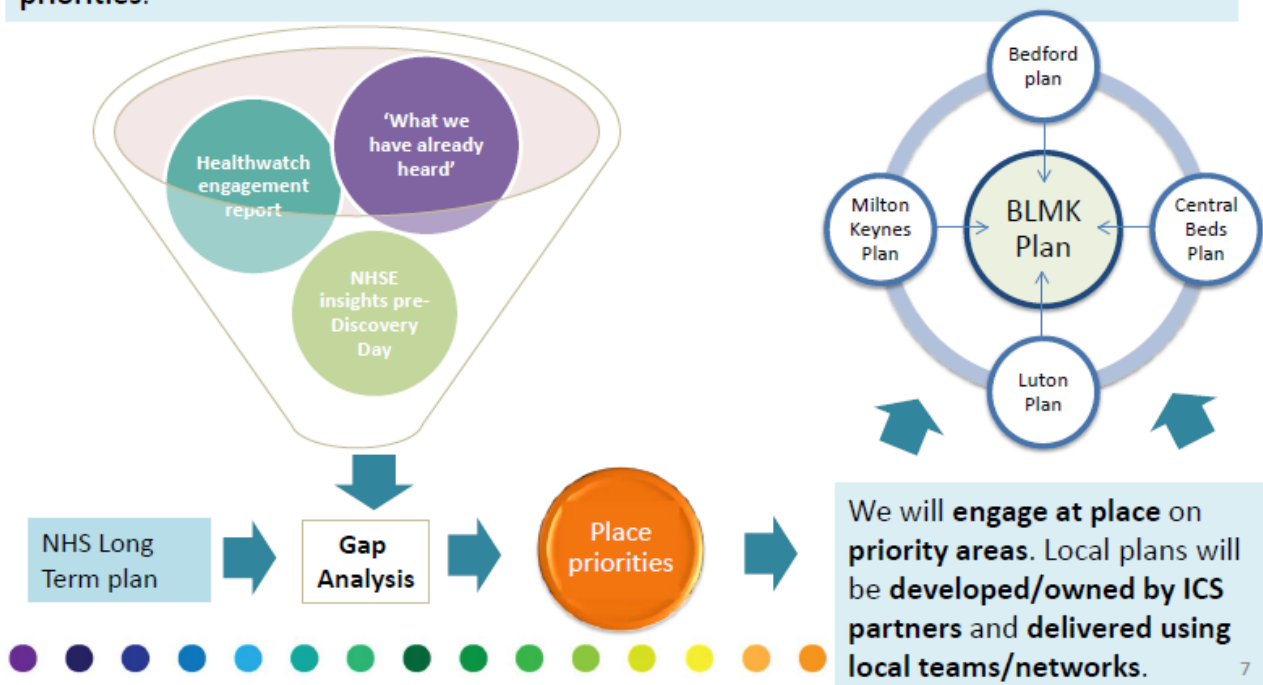 priorities.
Healthwatch
engagement
report
‘What we
have already
heard’
NHSE
insights pre-
Discovery
Day
Bedford
plan
Milton
Keynes
Plan
BLMK
Plan
Central
Beds
Plan
Luton
Plan
NHS Long
Term plan
Gap
Analysis
Place
priorities
We will engage at place on
priority areas. Local plans will
be developed/owned by ICS
partners and delivered using
local teams/networks.
7